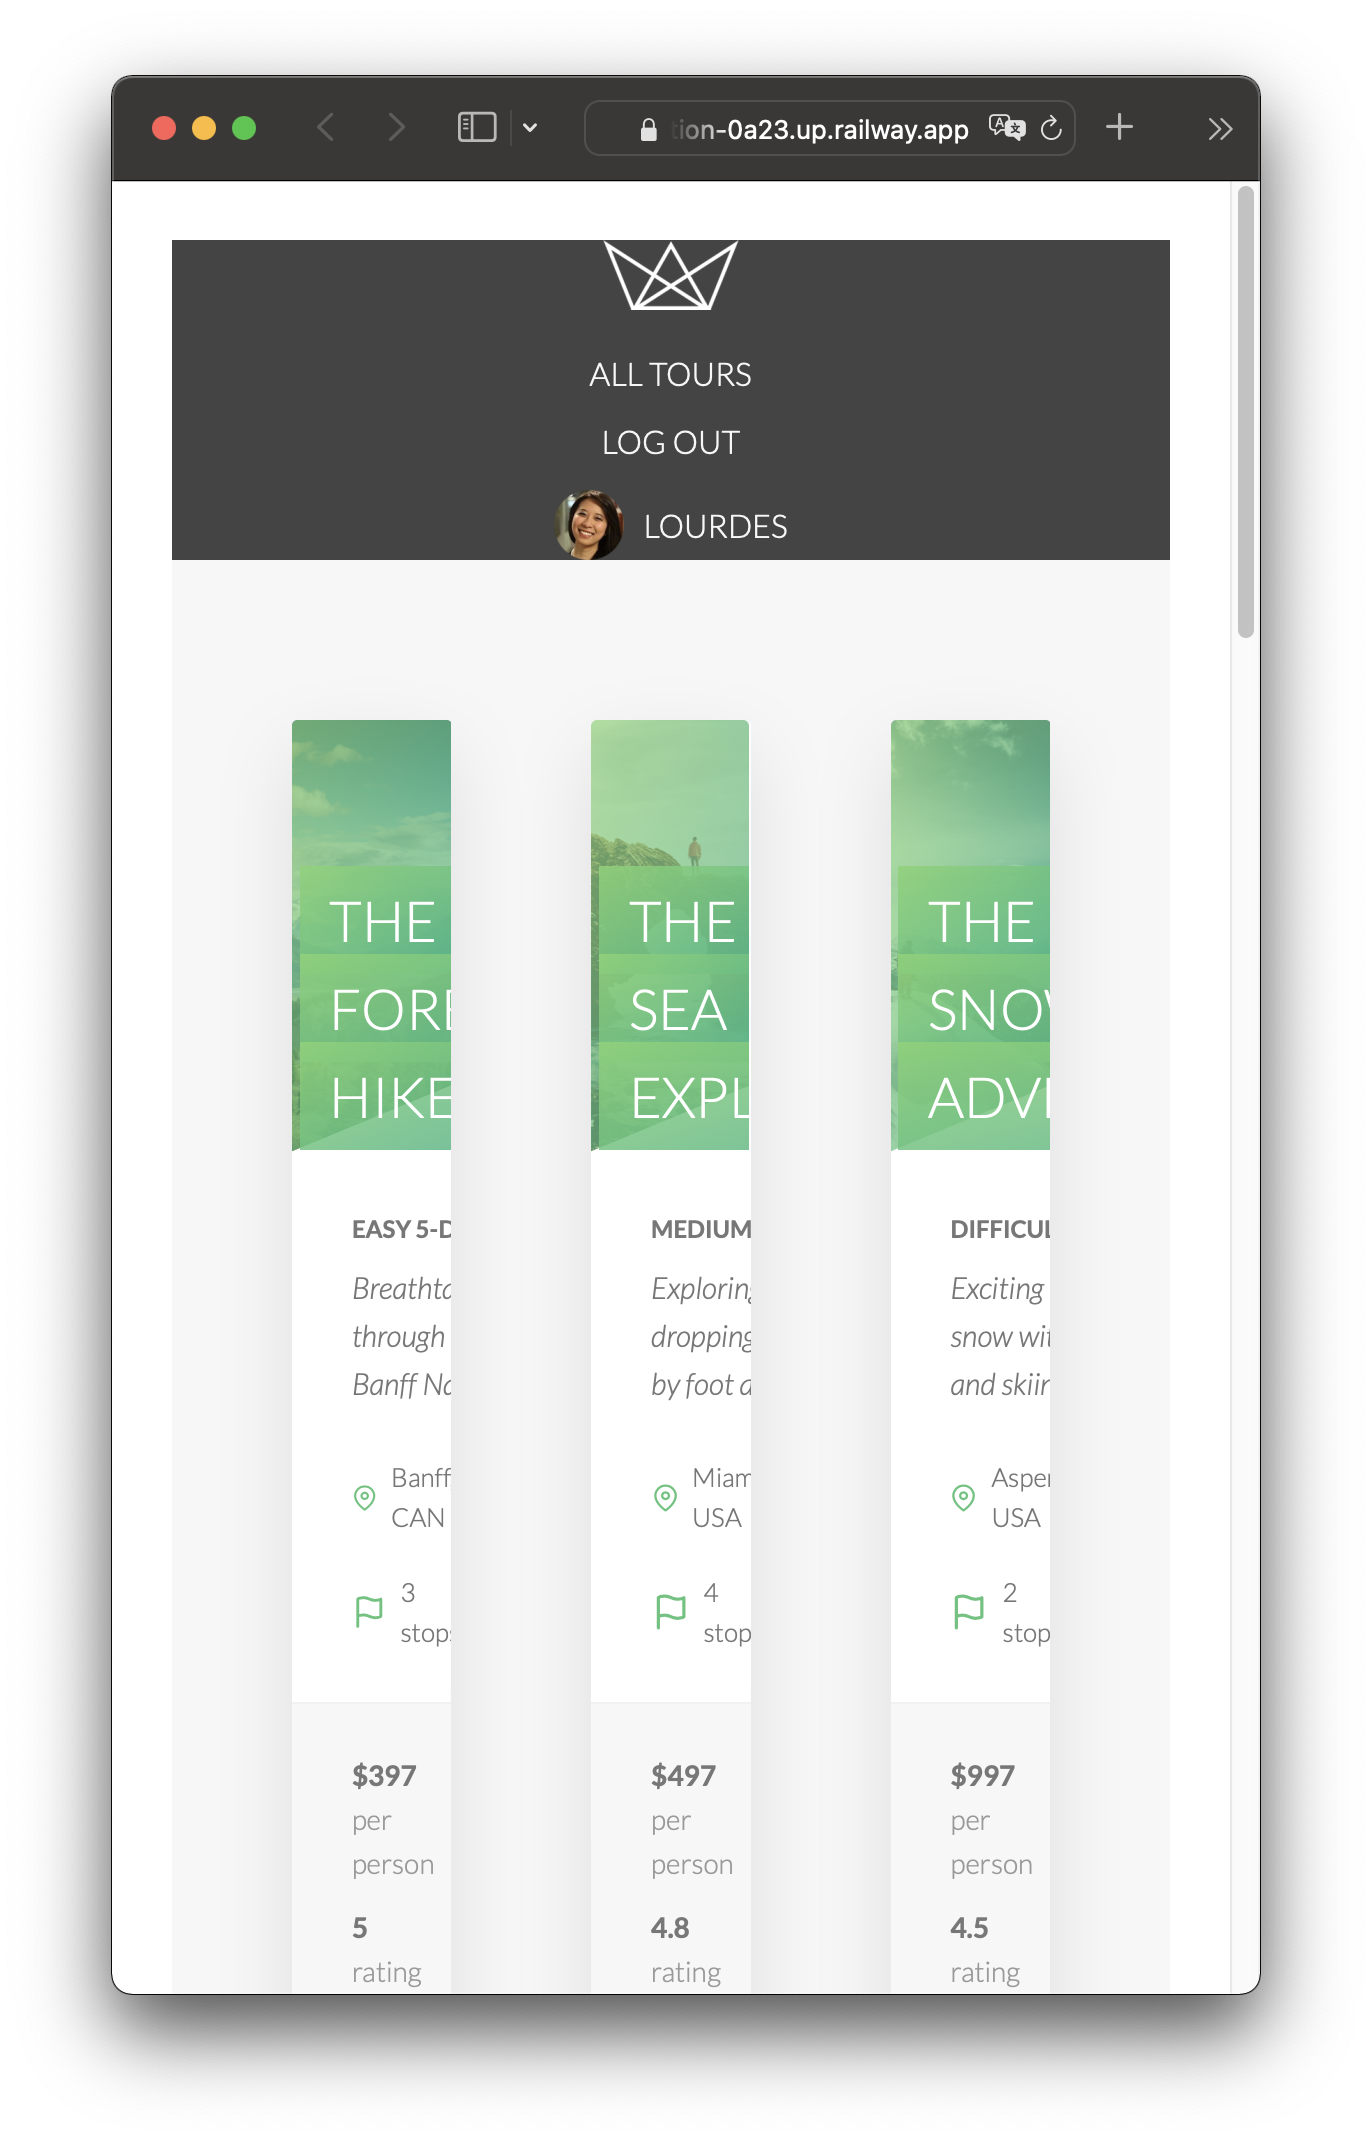 tion-0a23.up.railway.app
ALL TOURS
LOG OUT
LOURDES
THE
FORE
HIKE
EASY 5-D
Breathta
through
Banff Na
Banff
CAN
3
stops
$397
per
person
5
rating
THE
SEA
EXPL
MEDIUM
Exploring
dropping
by foot a
Miam
USA
4
stop
$497
per
person
4.8
rating
THE
SNOW
ADVE
DIFFICUL
Exciting
snow wit
and skiin
Aspen
USA
2
stop
$997
per
person
4.5
rating